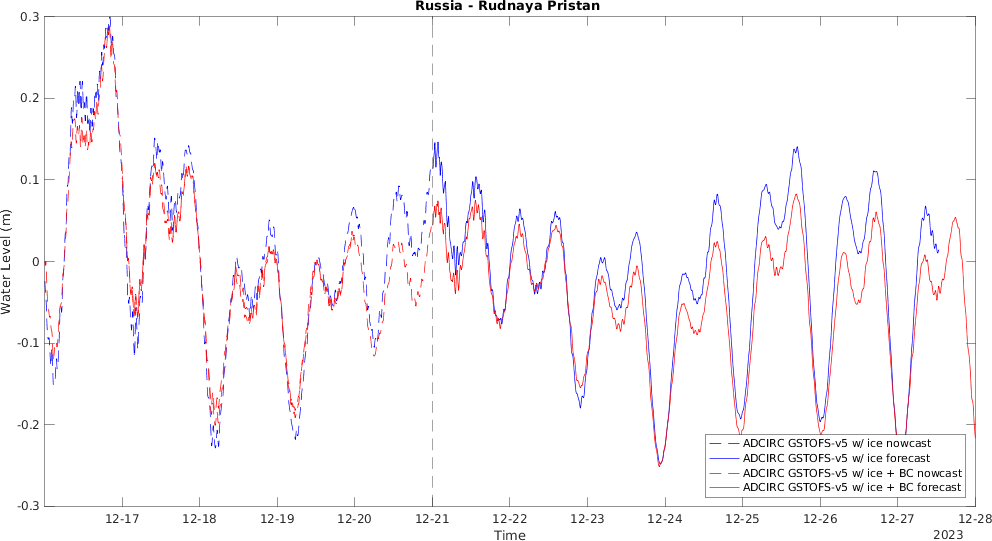 Russia - Rudnaya Pristan
0.3
0.2
0.1
0
-0.1
-0.2
-0.3
Water Level (m)
ADCIRC GSTOFS-v5 w/ ice nowcast
ADCIRC GSTOFS-v5 w/ ice forecast
ADCIRC GSTOFS-v5 w/ ice + BC nowcast
ADCIRC GSTOFS-v5 w/ ice + BC forecast
12-17 12-18 12-19 12-20 12-21 12-22 12-23 12-24 12-25 12-26 12-27 12-28
Time
2023